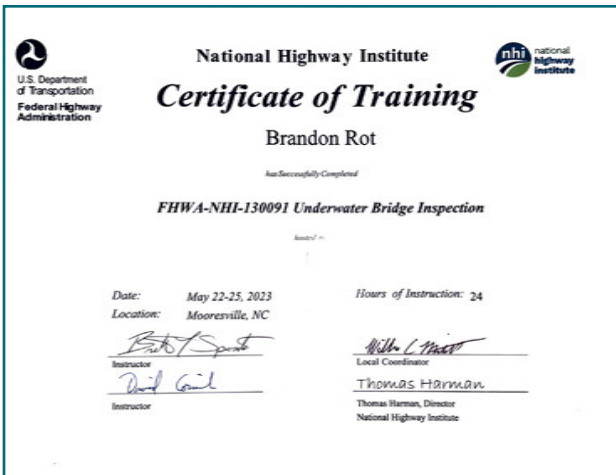 U.S. Department
of Transportation
Federal Highway
Administration
National Highway Institute
nhi
national
highway
institute
Certificate of Training
Brandon Rot
has Successfully Completed
FHWA-NHI-130091 Underwater Bridge Inspection
Date: May 22-25, 2023
Location: Mooresville, NC
Hours of Instruction: 24
Instructor
Instructor
Local Coordinator
Thomas Harman
Thomas Harman, Director
National Highway Institute